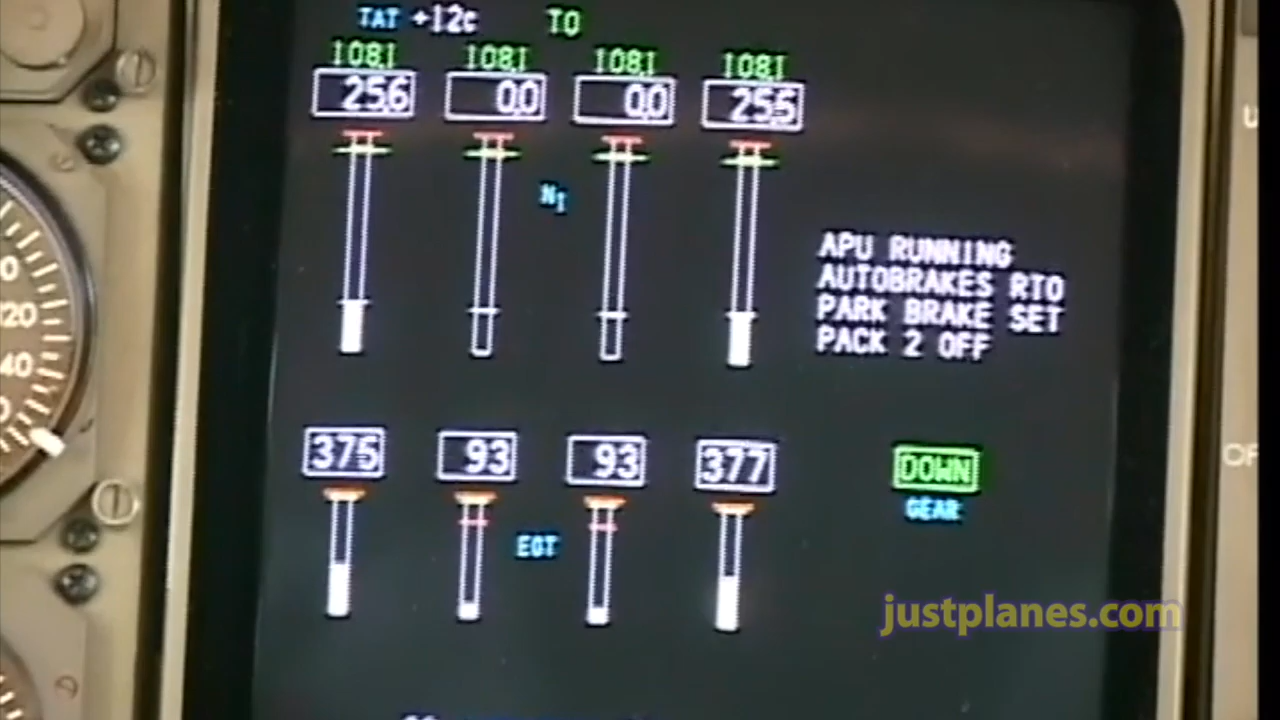 TAT +12c TO
108.1 108.1 108.1 108.1
25.6 0.0 0.0 25.5
N1
APU RUNNING
AUTOBRAKES RTO
PARK BRAKE SET
PACK 2 OFF
375 93 93 377
DOWN
GEAR
EGT
120
justplanes.com